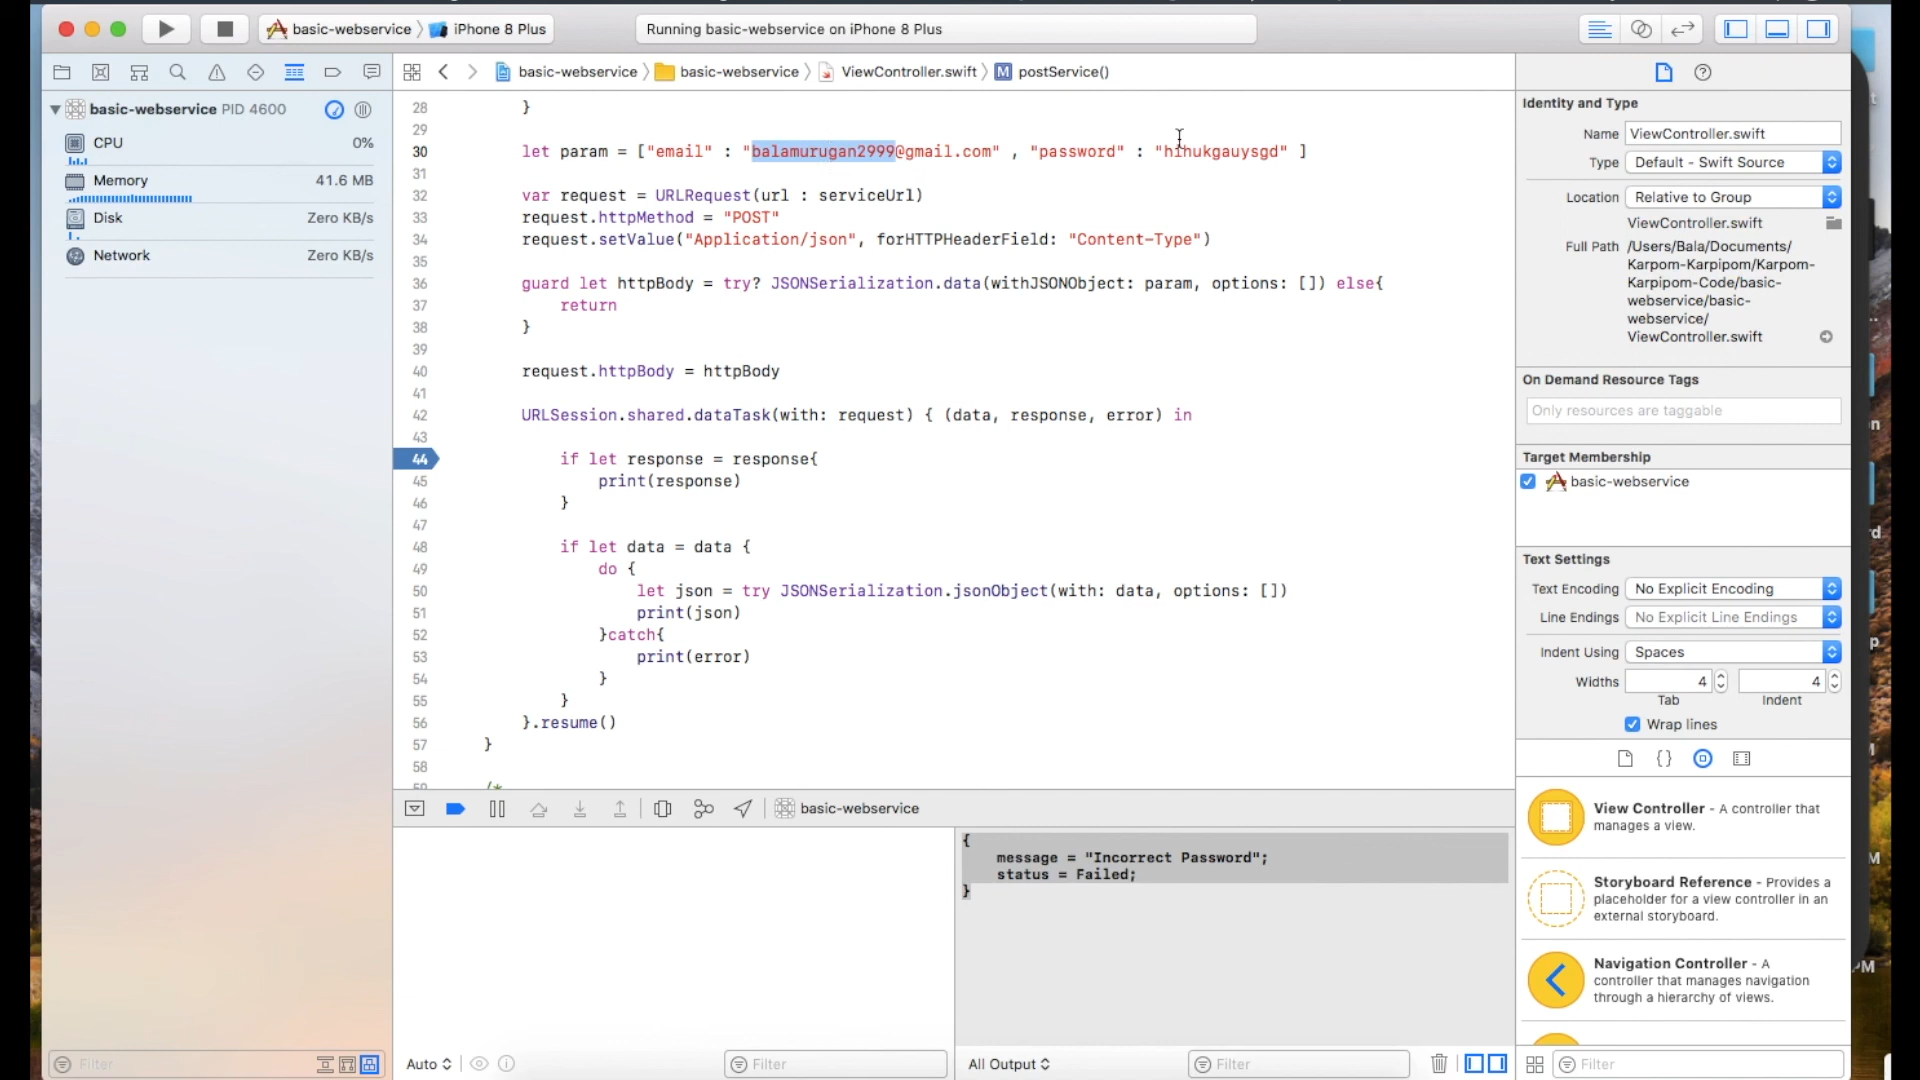 basic-webservice 〉 iPhone 8 Plus
Running basic-webservice on iPhone 8 Plus
basic-webservice 〉 basic-webservice 〉 ViewController.swift 〉 M postService()
basic-webservice PID 4600
CPU 0%
Memory 41.6 MB
Disk Zero KB/s
Network Zero KB/s
Filter
28 }
29
30 let param = ["email" : "balamurugan2999@gmail.com" , "password" : "hihukgauysgd" ]
31
32 var request = URLRequest(url : serviceUrl)
33 request.httpMethod = "POST"
34 request.setValue("Application/json", forHTTPHeaderField: "Content-Type")
35
36 guard let httpBody = try? JSONSerialization.data(withJSONObject: param, options: []) else{
37 return
38 }
39
40 request.httpBody = httpBody
41
42 URLSession.shared.dataTask(with: request) { (data, response, error) in
43
44 if let response = response{
45 print(response)
46 }
47
48 if let data = data {
49 do {
50 let json = try JSONSerialization.jsonObject(with: data, options: [])
51 print(json)
52 }catch{
53 print(error)
54 }
55 }
56 }.resume()
57 }
58
59 /*
basic-webservice
{
message = "Incorrect Password";
status = Failed;
}
Auto
Filter
All Output
Filter
Identity and Type
Name ViewController.swift
Type Default - Swift Source
Location Relative to Group
ViewController.swift
Full Path /Users/Bala/Documents/
Karpom-Karpipom/Karpom-
Karpipom-Code/basic-
webservice/basic-
webservice/
ViewController.swift
On Demand Resource Tags
Only resources are taggable
Target Membership
basic-webservice
Text Settings
Text Encoding No Explicit Encoding
Line Endings No Explicit Line Endings
Indent Using Spaces
Widths 4 4
Tab Indent
Wrap lines
{}
View Controller - A controller that
manages a view.
Storyboard Reference - Provides a
placeholder for a view controller in an
external storyboard.
Navigation Controller - A
controller that manages navigation
through a hierarchy of views.
Filter